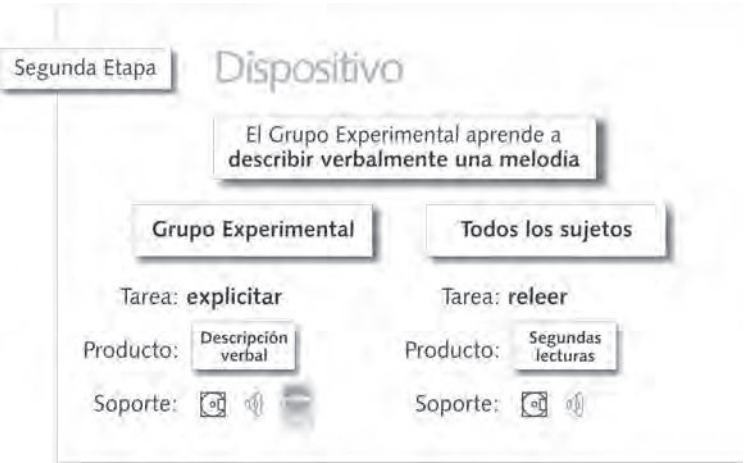 Segunda Etapa
Dispositivo
El Grupo Experimental aprende a
describir verbalmente una melodía
Grupo Experimental
Todos los sujetos
Tarea: explicitar
Tarea: releer
Producto: Descripción
verbal
Producto: Segundas
lecturas
Soporte:
Soporte: